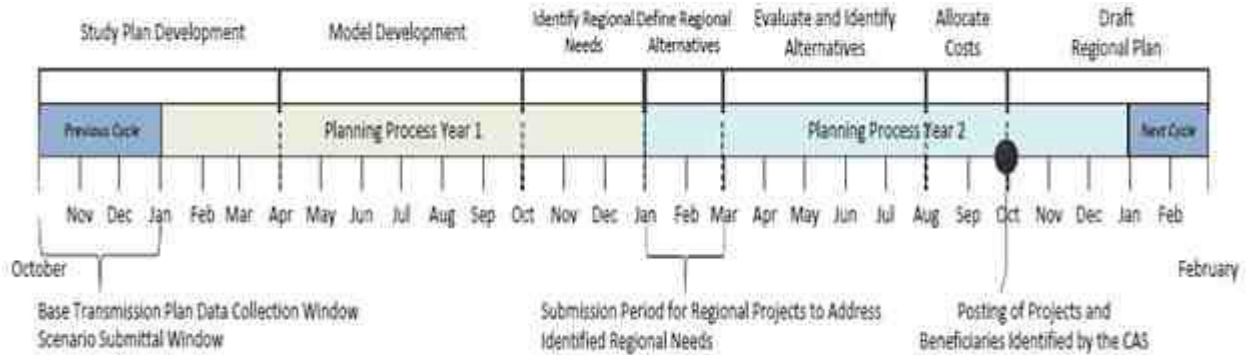 Study Plan Development
Model Development
Identify Regional
Needs
Define Regional
Alternatives
Evaluate and Identify
Alternatives
Allocate
Costs
Draft
Regional Plan
Previous Cycle
Planning Process Year 1
Planning Process Year 2
Next Cycle
Nov Dec Jan Feb Mar Apr May Jun Jul Aug Sep Oct Nov Dec Jan Feb Mar Apr May Jun Jul Aug Sep Oct Nov Dec Jan Feb
October
February
Base Transmission Plan Data Collection Window
Scenario Submittal Window
Submission Period for Regional Projects to Address
Identified Regional Needs
Posting of Projects and
Beneficiaries Identified by the CAS